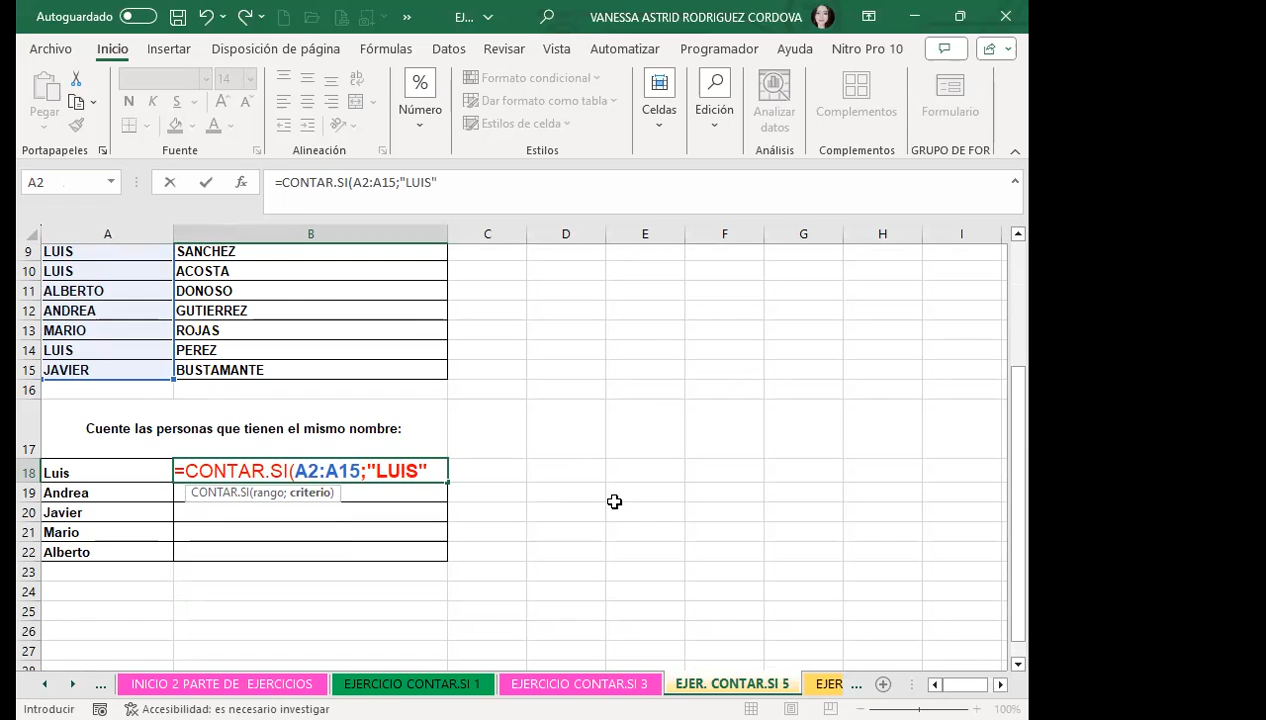 Autoguardado
EJ...
VANESSA ASTRID RODRIGUEZ CORDOVA
Archivo Inicio Insertar Disposición de página Fórmulas Datos Revisar Vista Automatizar Programador Ayuda Nitro Pro 10
Pegar
14
N K S
A A
%
Número
Formato condicional
Dar formato como tabla
Estilos de celda
Celdas
Edición
Analizar
datos
Complementos
Formulario
Portapapeles Fuente Alineación Estilos Análisis Complementos GRUPO DE FOR
A2 fx =CONTAR.SI(A2:A15;"LUIS"
A B C D E F G H I
9 LUIS SANCHEZ
10 LUIS ACOSTA
11 ALBERTO DONOSO
12 ANDREA GUTIERREZ
13 MARIO ROJAS
14 LUIS PEREZ
15 JAVIER BUSTAMANTE
16
17 Cuente las personas que tienen el mismo nombre:
18 Luis =CONTAR.SI(A2:A15;"LUIS"
19 Andrea CONTAR.SI(rango; criterio)
20 Javier
21 Mario
22 Alberto
23
24
25
26
27
28
... INICIO 2 PARTE DE EJERCICIOS EJERCICIO CONTAR.SI 1 EJERCICIO CONTAR.SI 3 EJER. CONTAR.SI 5 EJER ...
Introducir Accesibilidad: es necesario investigar 100%